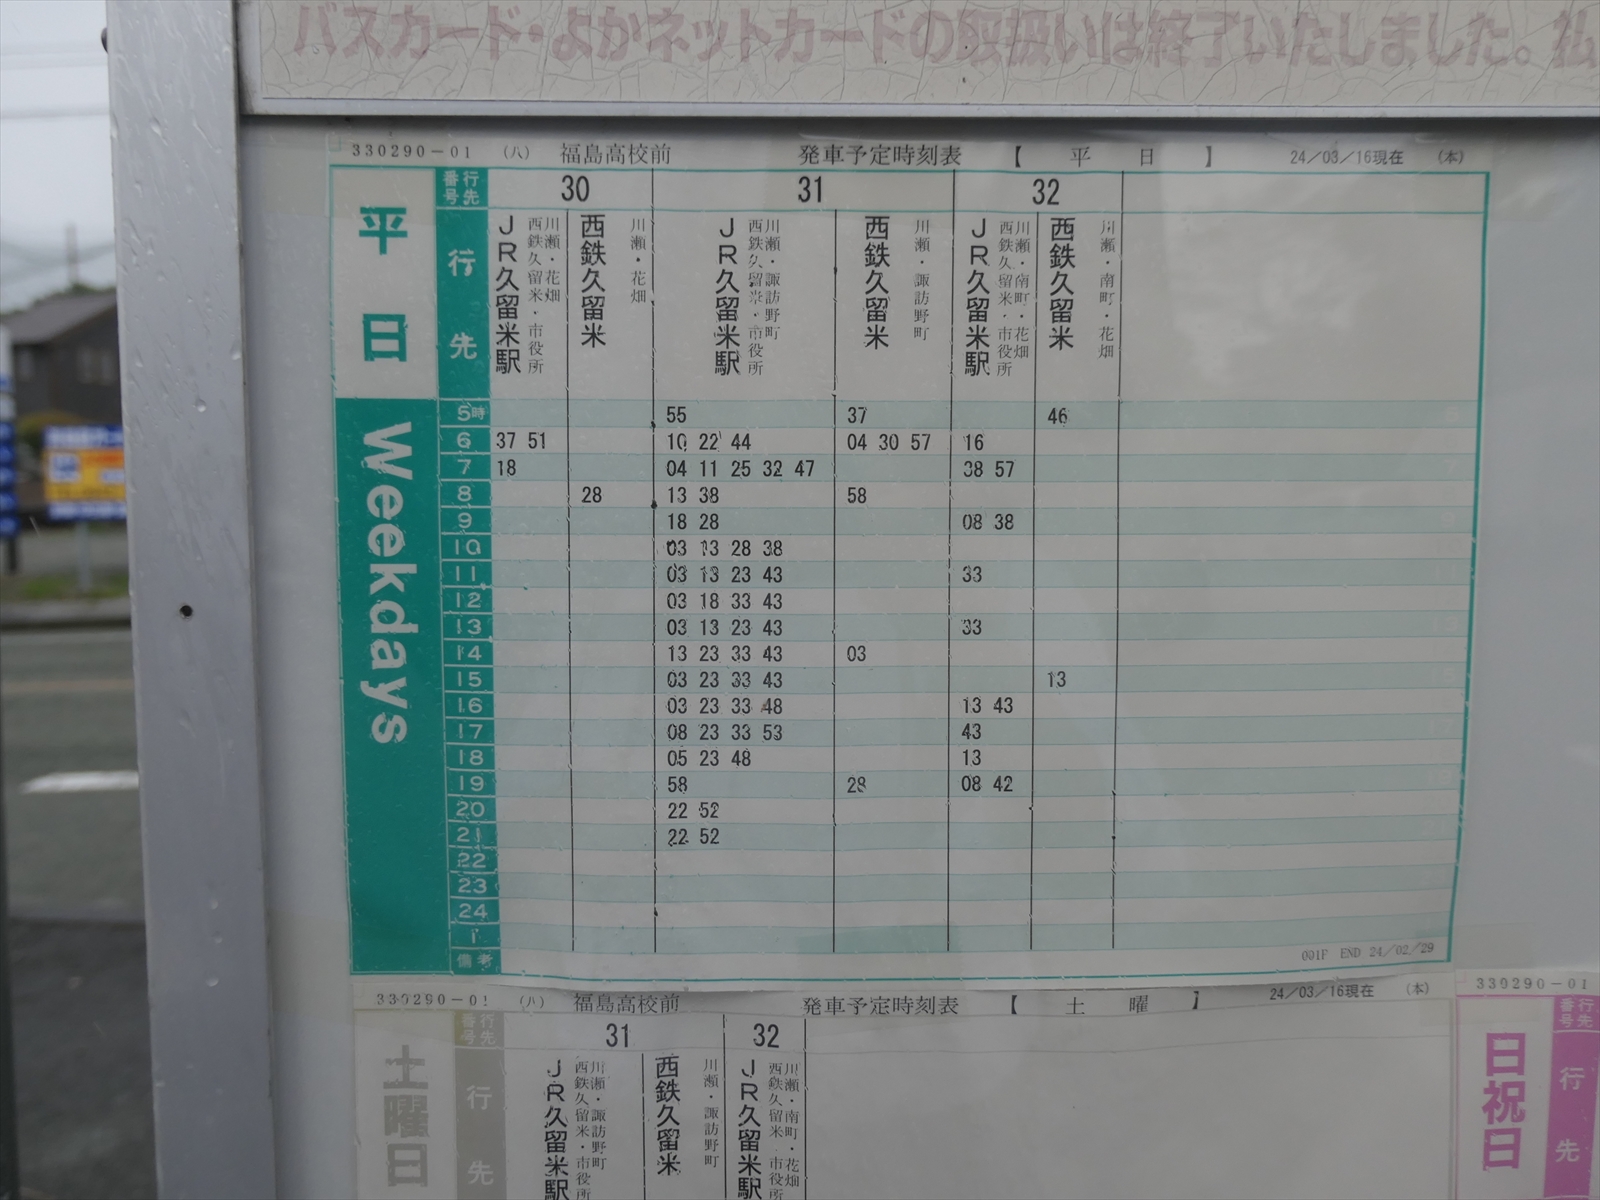 バスカード・よかネットカードの取扱いは終了いたしました。払
330290-01 (八) 福島高校前 発車予定時刻表 【 平 日 】 24/03/16現在 (本)
平日
Weekdays
行先番号 30 31 32
行先
JR久留米駅 川瀬・花畑 西鉄久留米・市役所
西鉄久留米 川瀬・花畑
JR久留米駅 川瀬・諏訪野町 西鉄久留米・市役所
西鉄久留米 川瀬・諏訪野町
JR久留米駅 川瀬・南町・花畑 西鉄久留米・市役所
西鉄久留米 川瀬・南町・花畑
5時 55 37 46
6 37 51 10 22 44 04 30 57 16
7 18 04 11 25 32 47 38 57
8 28 13 38 58
9 18 28 08 38
10 03 13 28 38
11 03 13 23 43 33
12 03 18 33 43
13 03 13 23 43 33
14 13 23 33 43 03
15 03 23 33 43 13
16 03 23 33 48 13 43
17 08 23 33 53 43
18 05 23 48 13
19 58 28 08 42
20 22 52
21 22 52
22
23
24
1
備考
001F END 24/02/29
330290-01 (八) 福島高校前 発車予定時刻表 【 土 曜 】 24/03/16現在 (本)
土曜日
行先番号 31 32
行先
JR久留米駅 川瀬・諏訪野町 西鉄久留米・市役所
西鉄久留米 川瀬・諏訪野町
JR久留米駅 川瀬・南町・花畑 西鉄久留米・市役所
330290-01
日祝日
行先番号
行先